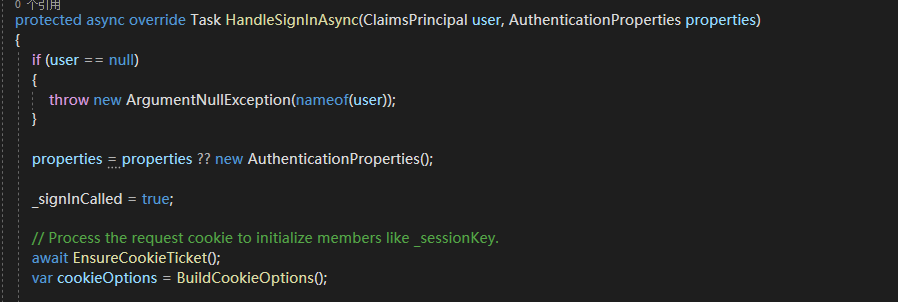 0 个引用
protected async override Task HandleSignInAsync(ClaimsPrincipal user, AuthenticationProperties properties)
{
if (user == null)
{
throw new ArgumentNullException(nameof(user));
}
properties = properties ?? new AuthenticationProperties();
_signInCalled = true;
// Process the request cookie to initialize members like _sessionKey.
await EnsureCookieTicket();
var cookieOptions = BuildCookieOptions();